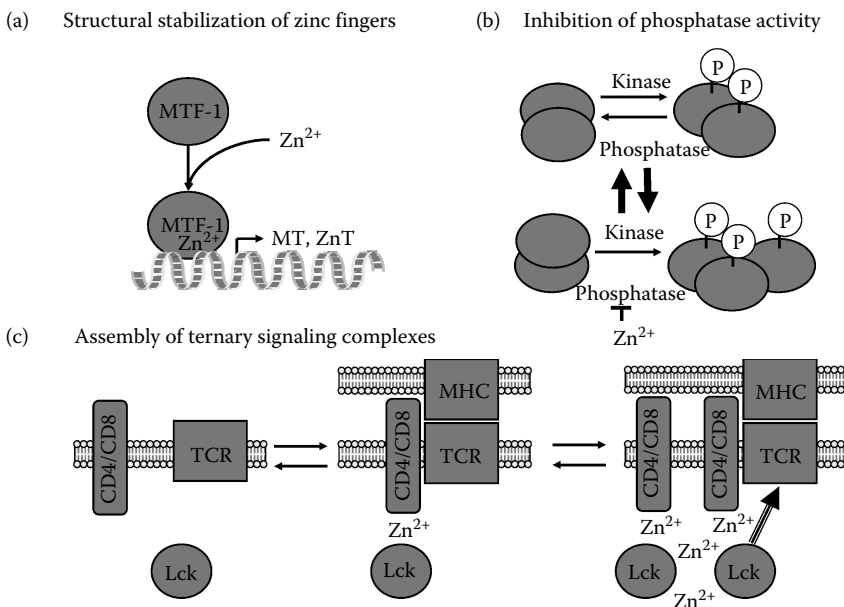 (a) Structural stabilization of zinc fingers
MTF-1
Zn²⁺
MTF-1
Zn²⁺
MT, ZnT
(b) Inhibition of phosphatase activity
Kinase
P
P
Phosphatase
Kinase
P
P
P
Phosphatase
Zn²⁺
(c) Assembly of ternary signaling complexes
CD4/CD8
TCR
Lck
MHC
CD4/CD8
TCR
Zn²⁺
Lck
MHC
CD4/CD8
CD4/CD8
TCR
Zn²⁺
Zn²⁺
Zn²⁺
Lck
Lck
Zn²⁺